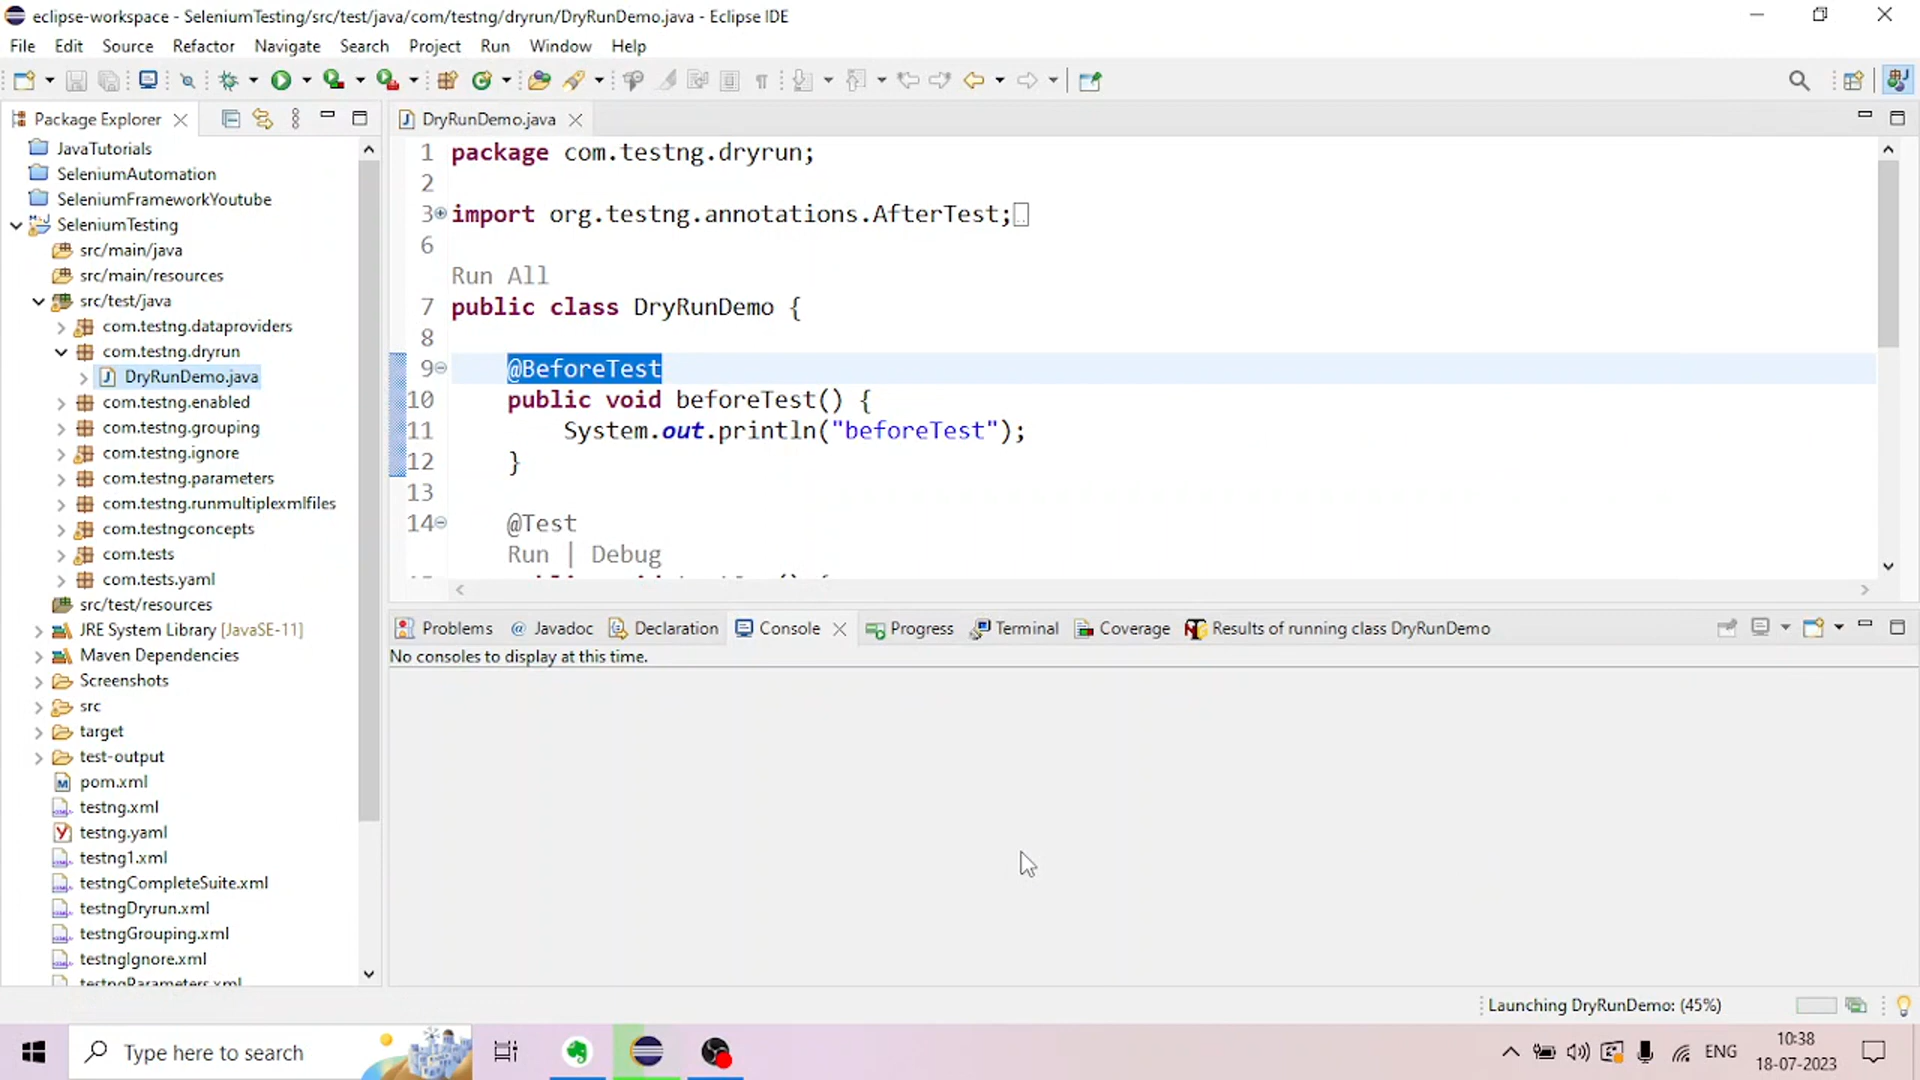 eclipse-workspace - SeleniumTesting/src/test/java/com/testng/dryrun/DryRunDemo.java - Eclipse IDE
File Edit Source Refactor Navigate Search Project Run Window Help
Package Explorer
JavaTutorials
SeleniumAutomation
SeleniumFrameworkYoutube
SeleniumTesting
src/main/java
src/main/resources
src/test/java
com.testng.dataproviders
com.testng.dryrun
DryRunDemo.java
com.testng.enabled
com.testng.grouping
com.testng.ignore
com.testng.parameters
com.testng.runmultiplexmlfiles
com.testngconcepts
com.tests
com.tests.yaml
src/test/resources
JRE System Library [JavaSE-11]
Maven Dependencies
Screenshots
src
target
test-output
pom.xml
testng.xml
testng.yaml
testng1.xml
testngCompleteSuite.xml
testngDryrun.xml
testngGrouping.xml
testngIgnore.xml
testngParameters.xml
DryRunDemo.java
1 package com.testng.dryrun;
2
3 import org.testng.annotations.AfterTest;
6
Run All
7 public class DryRunDemo {
8
9 @BeforeTest
10 public void beforeTest() {
11 System.out.println("beforeTest");
12 }
13
14 @Test
Run | Debug
Problems Javadoc Declaration Console Progress Terminal Coverage Results of running class DryRunDemo
No consoles to display at this time.
Launching DryRunDemo: (45%)
Type here to search
ENG
10:38
18-07-2023